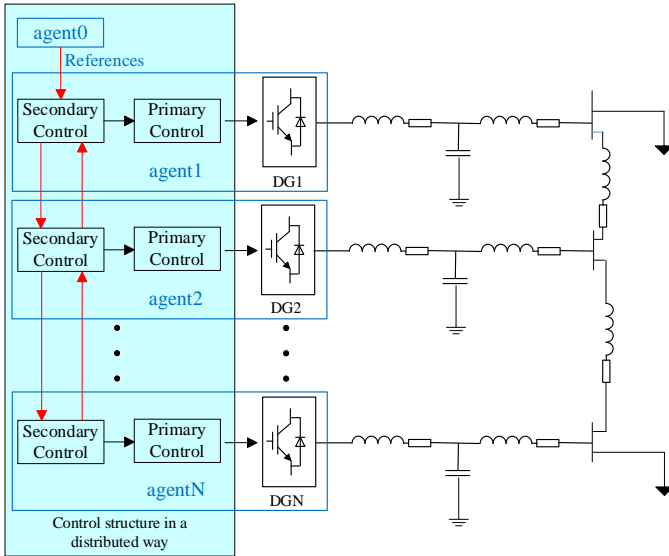 agent0
References
Secondary
Control
Primary
Control
agent1
DG1
Secondary
Control
Primary
Control
agent2
DG2
Secondary
Control
Primary
Control
agentN
DGN
Control structure in a
distributed way